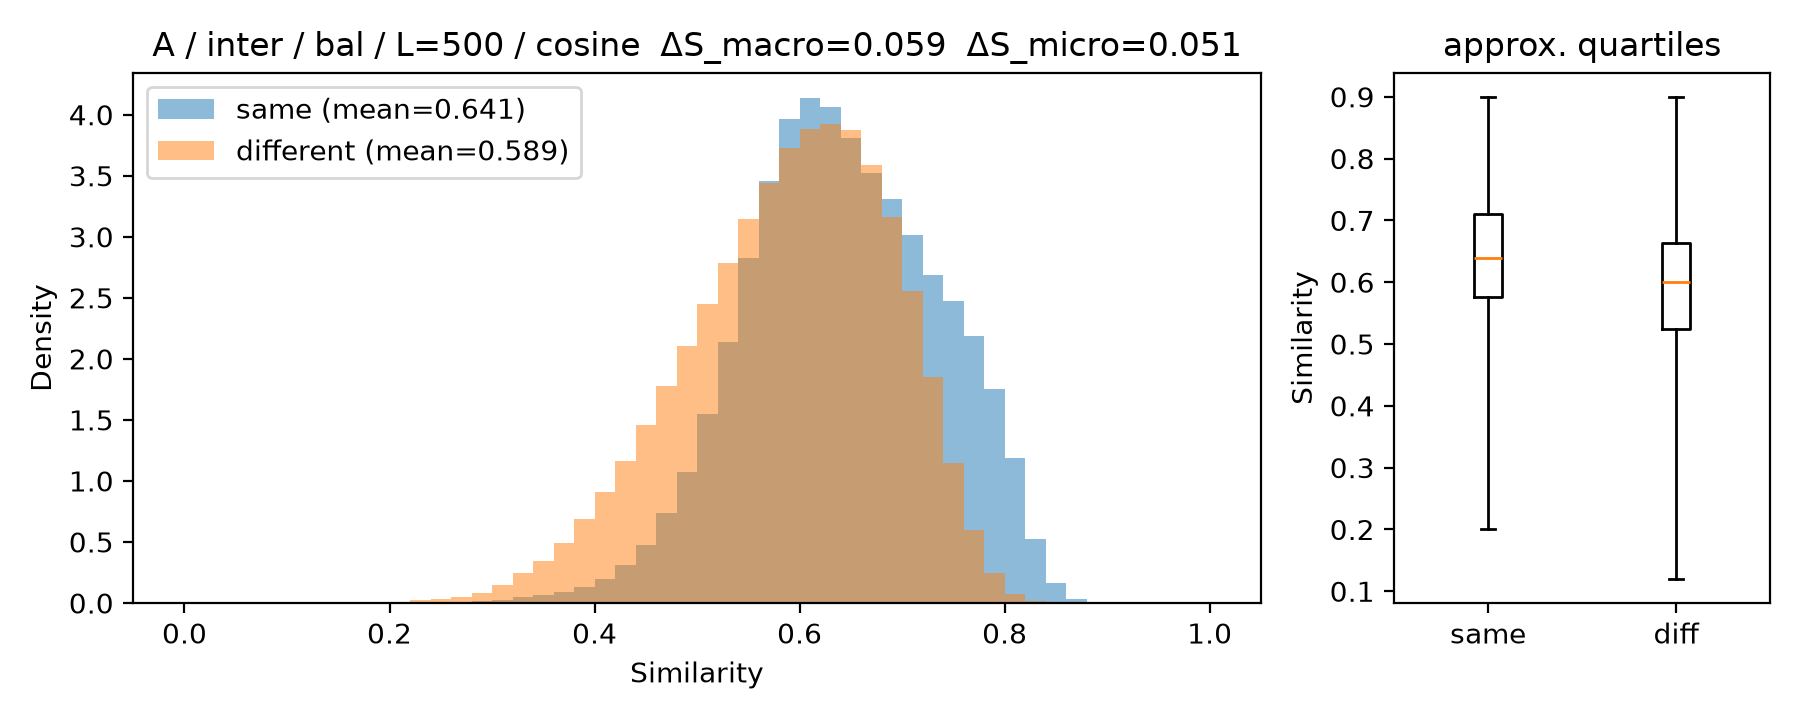 A / inter / bal / L=500 / cosine  ΔS_macro=0.059  ΔS_micro=0.051
same (mean=0.641)
different (mean=0.589)
Density
4.0
3.5
3.0
2.5
2.0
1.5
1.0
0.5
0.0
0.0 0.2 0.4 0.6 0.8 1.0
Similarity
approx. quartiles
Similarity
0.9
0.8
0.7
0.6
0.5
0.4
0.3
0.2
0.1
same diff